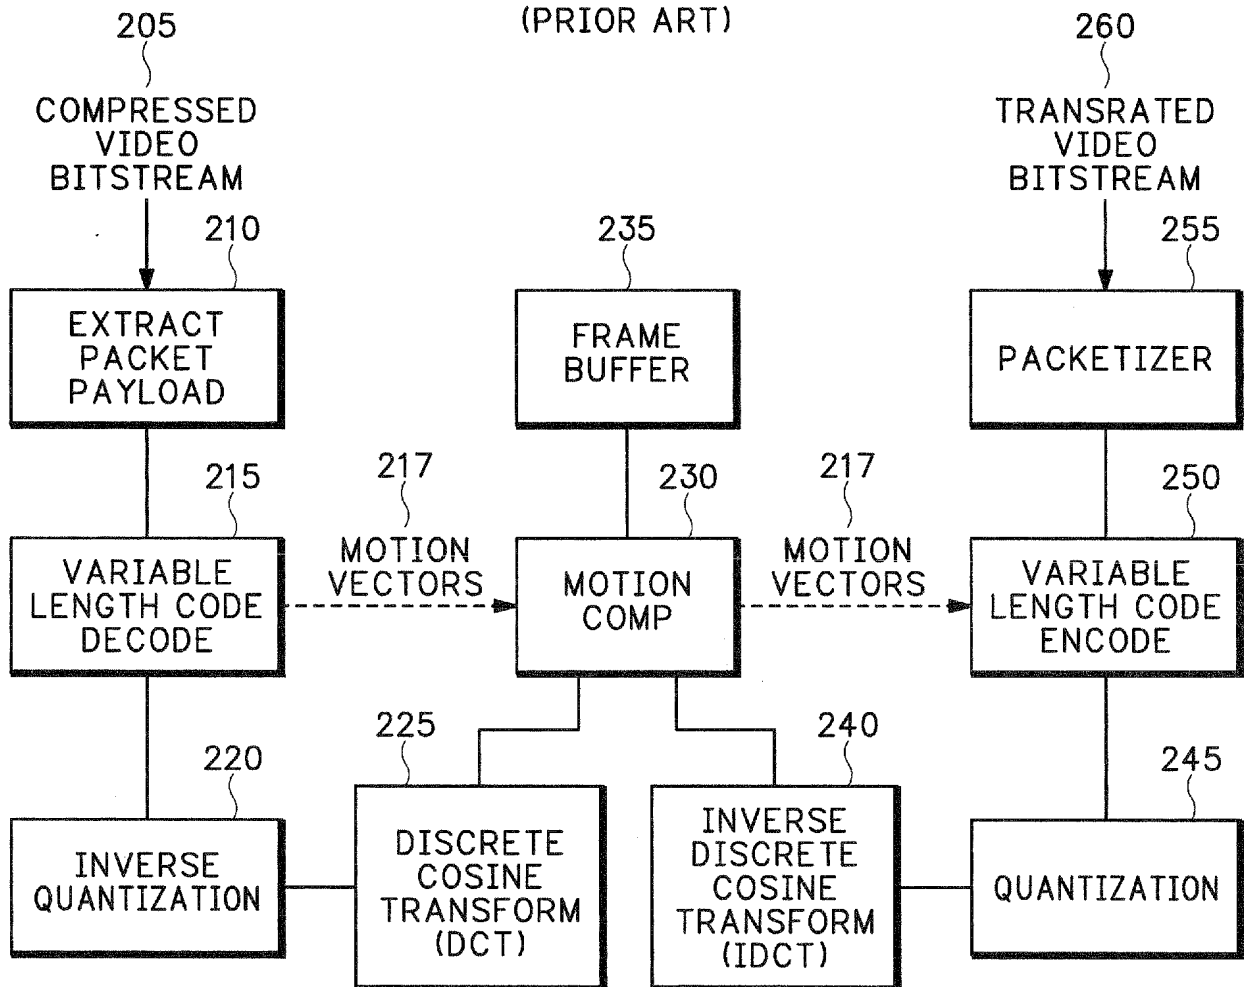 (PRIOR ART)
205
260
COMPRESSED
VIDEO
BITSTREAM
TRANSRATED
VIDEO
BITSTREAM
210
235
255
EXTRACT
PACKET
PAYLOAD
FRAME
BUFFER
PACKETIZER
215
217
230
217
250
VARIABLE
LENGTH CODE
DECODE
MOTION
VECTORS
MOTION
COMP
MOTION
VECTORS
VARIABLE
LENGTH CODE
ENCODE
220
225
240
245
INVERSE
QUANTIZATION
DISCRETE
COSINE
TRANSFORM
(DCT)
INVERSE
DISCRETE
COSINE
TRANSFORM
(IDCT)
QUANTIZATION